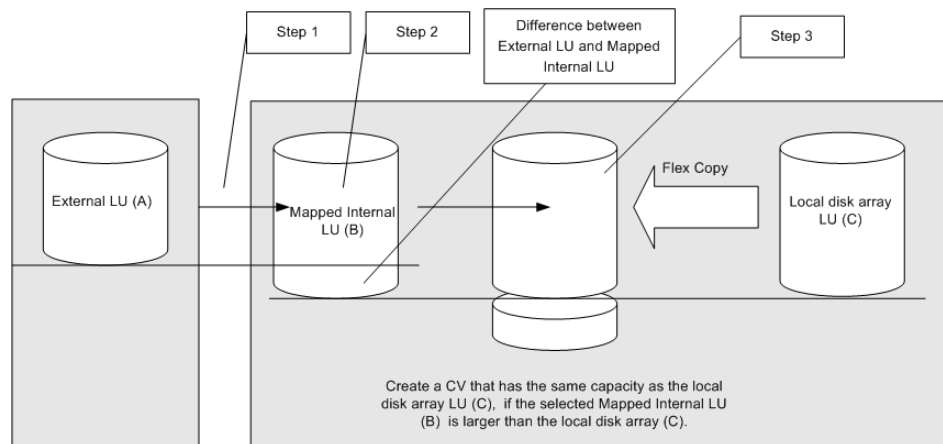 Step 1
Step 2
Difference between
External LU and Mapped
Internal LU
Step 3
External LU (A)
Mapped Internal
LU (B)
Flex Copy
Local disk array
LU (C)
Create a CV that has the same capacity as the local
disk array LU (C), if the selected Mapped Internal LU
(B) is larger than the local disk array (C).